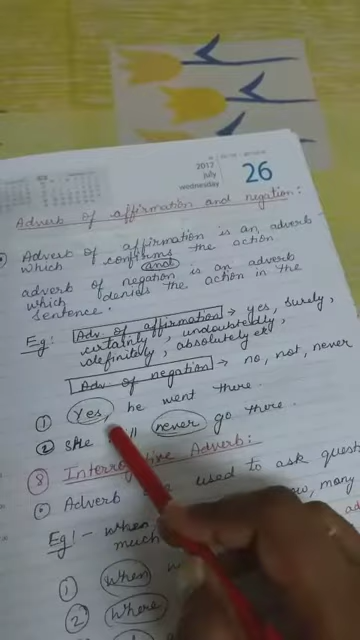 2017
july
wednesday
26
Adverb of affirmation and negation:
Adverb of affirmation is an adverb
which confirms the action
and
adverb of negation is an adverb
which denies the action in the
sentence.
Eg: Adv. of affirmation → yes, surely,
certainly, undoubtedly,
definitely, absolutely etc
Adv. of negation → no, not, never
① Yes, he went there.
② She never go there.
⑧ Interrogative Adverb:
Adverb used to ask
Eg:- when, how, many
much
① When
② Where